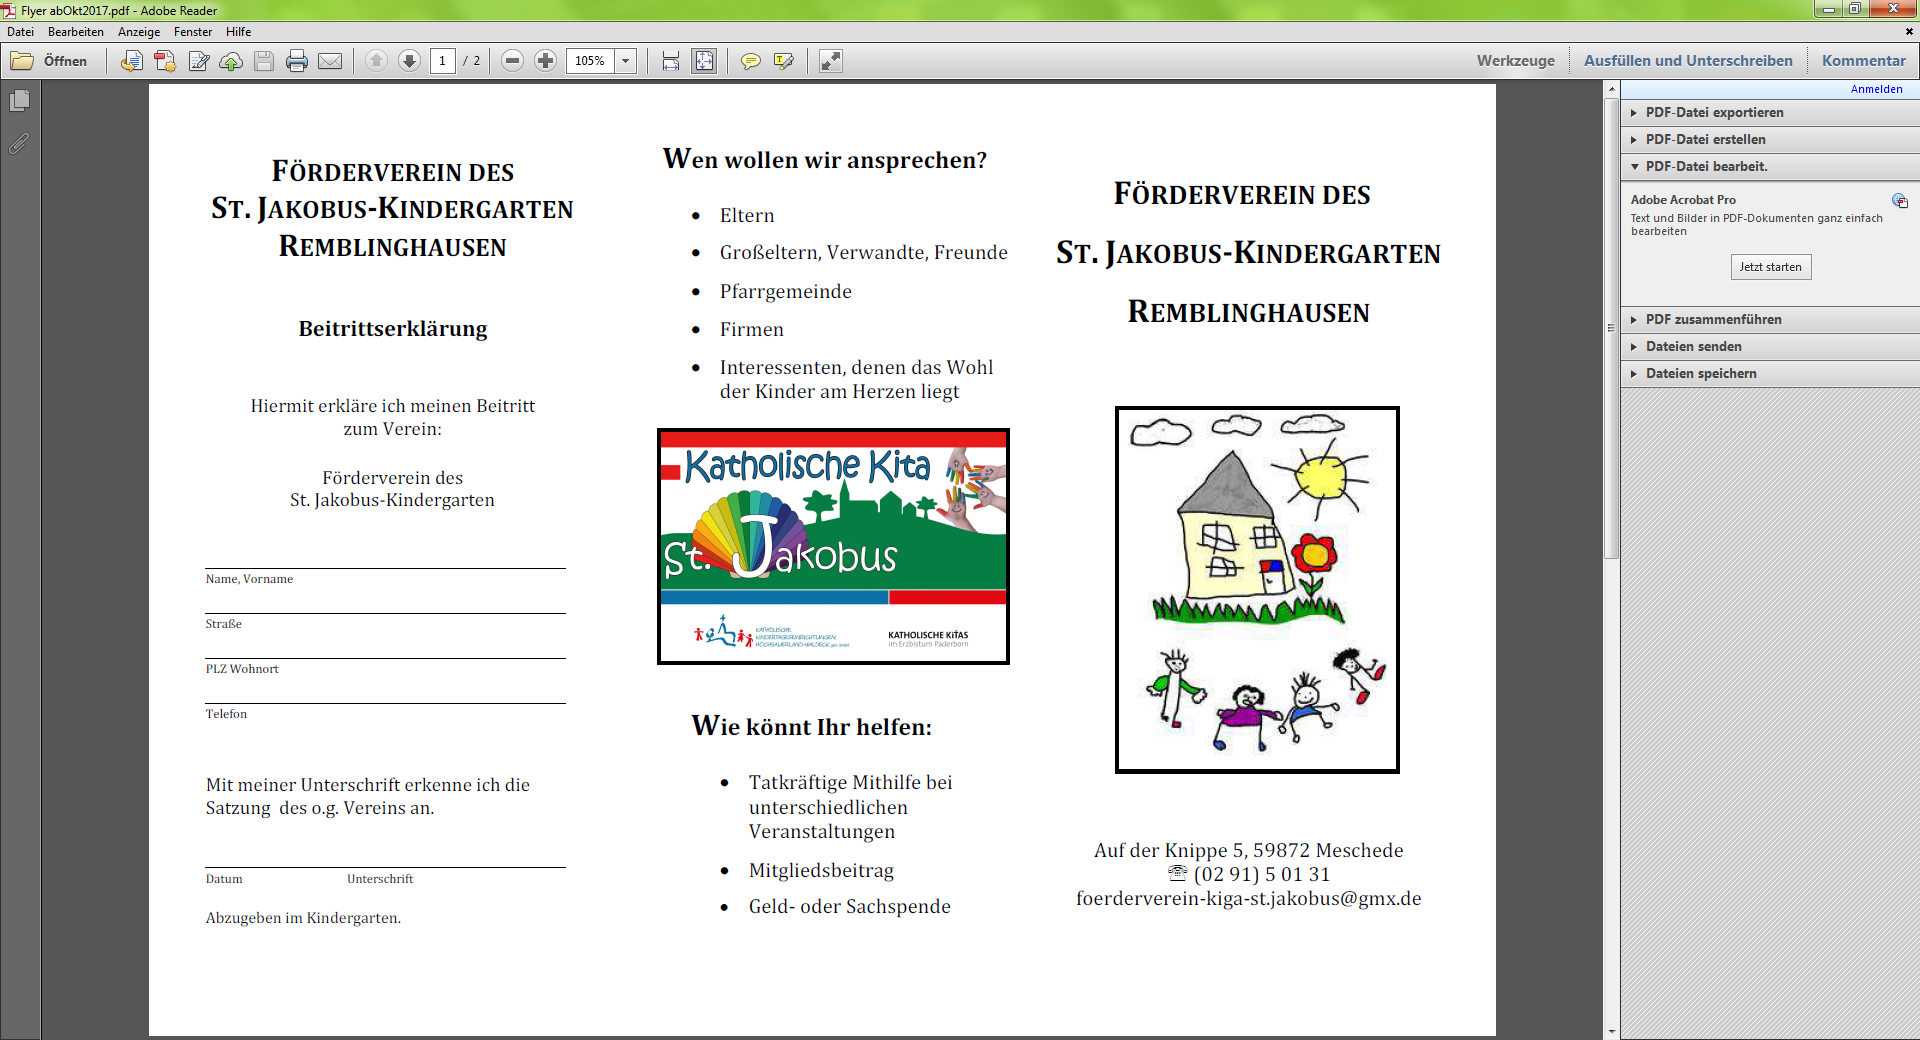 Flyer abOkt2017.pdf - Adobe Reader
Datei Bearbeiten Anzeige Fenster Hilfe
Öffnen
1 / 2
105%
Werkzeuge
Ausfüllen und Unterschreiben
Kommentar
FÖRDERVEREIN DES
ST. JAKOBUS-KINDERGARTEN
REMBLINGHAUSEN
Beitrittserklärung
Hiermit erkläre ich meinen Beitritt
zum Verein:
Förderverein des
St. Jakobus-Kindergarten
Name, Vorname
Straße
PLZ Wohnort
Telefon
Mit meiner Unterschrift erkenne ich die
Satzung des o.g. Vereins an.
Datum Unterschrift
Abzugeben im Kindergarten.
Wen wollen wir ansprechen?
• Eltern
• Großeltern, Verwandte, Freunde
• Pfarrgemeinde
• Firmen
• Interessenten, denen das Wohl
der Kinder am Herzen liegt
Katholische Kita
St. Jakobus
KATHOLISCHE
KINDERTAGESEINRICHTUNGEN
HOCHSAUERLAND-WALDECK
KATHOLISCHE KITAS
im Erzbistum Paderborn
Wie könnt Ihr helfen:
• Tatkräftige Mithilfe bei
unterschiedlichen
Veranstaltungen
• Mitgliedsbeitrag
• Geld- oder Sachspende
FÖRDERVEREIN DES
ST. JAKOBUS-KINDERGARTEN
REMBLINGHAUSEN
Auf der Knippe 5, 59872 Meschede
☏ (02 91) 5 01 31
foerderverein-kiga-st.jakobus@gmx.de
Anmelden
PDF-Datei exportieren
PDF-Datei erstellen
PDF-Datei bearbeit.
Adobe Acrobat Pro
Text und Bilder in PDF-Dokumenten ganz einfach
bearbeiten
Jetzt starten
PDF zusammenführen
Dateien senden
Dateien speichern